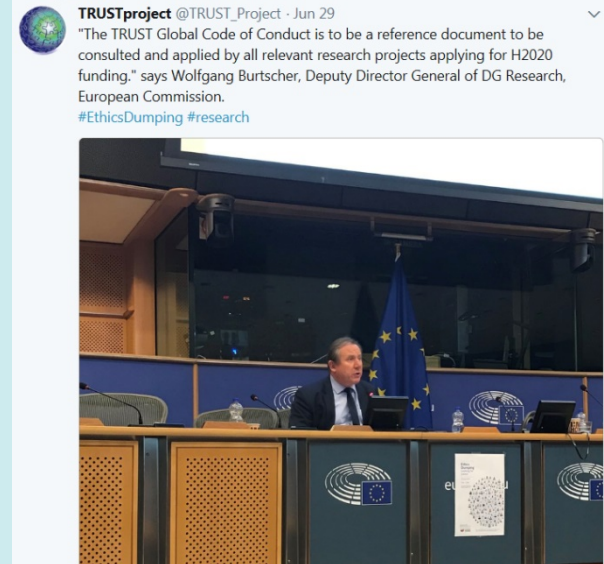 TRUSTproject @TRUST_Project · Jun 29
"The TRUST Global Code of Conduct is to be a reference document to be
consulted and applied by all relevant research projects applying for H2020
funding." says Wolfgang Burtscher, Deputy Director General of DG Research,
European Commission.
#EthicsDumping #research